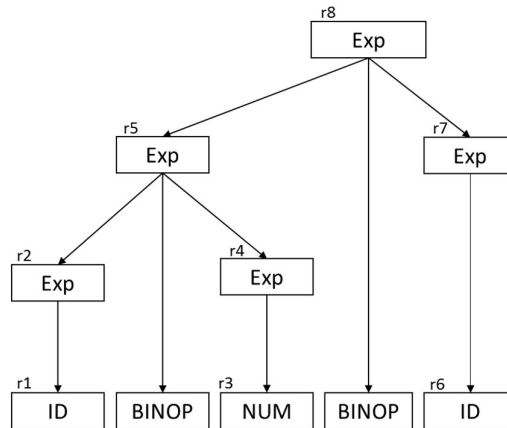 r8
Exp
r5
Exp
r7
Exp
r2
Exp
r4
Exp
r1
ID
BINOP
r3
NUM
BINOP
r6
ID